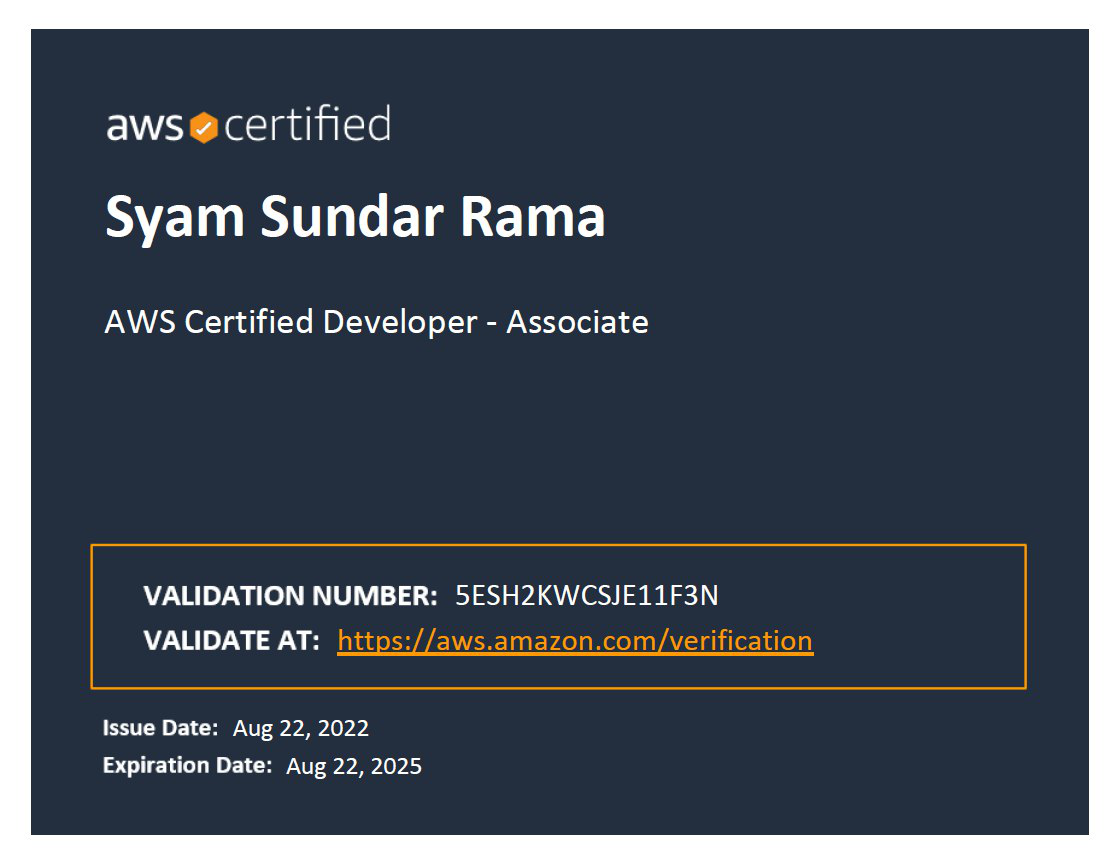 aws certified
Syam Sundar Rama
AWS Certified Developer - Associate
VALIDATION NUMBER: 5ESH2KWCSJE11F3N
VALIDATE AT: https://aws.amazon.com/verification
Issue Date: Aug 22, 2022
Expiration Date: Aug 22, 2025